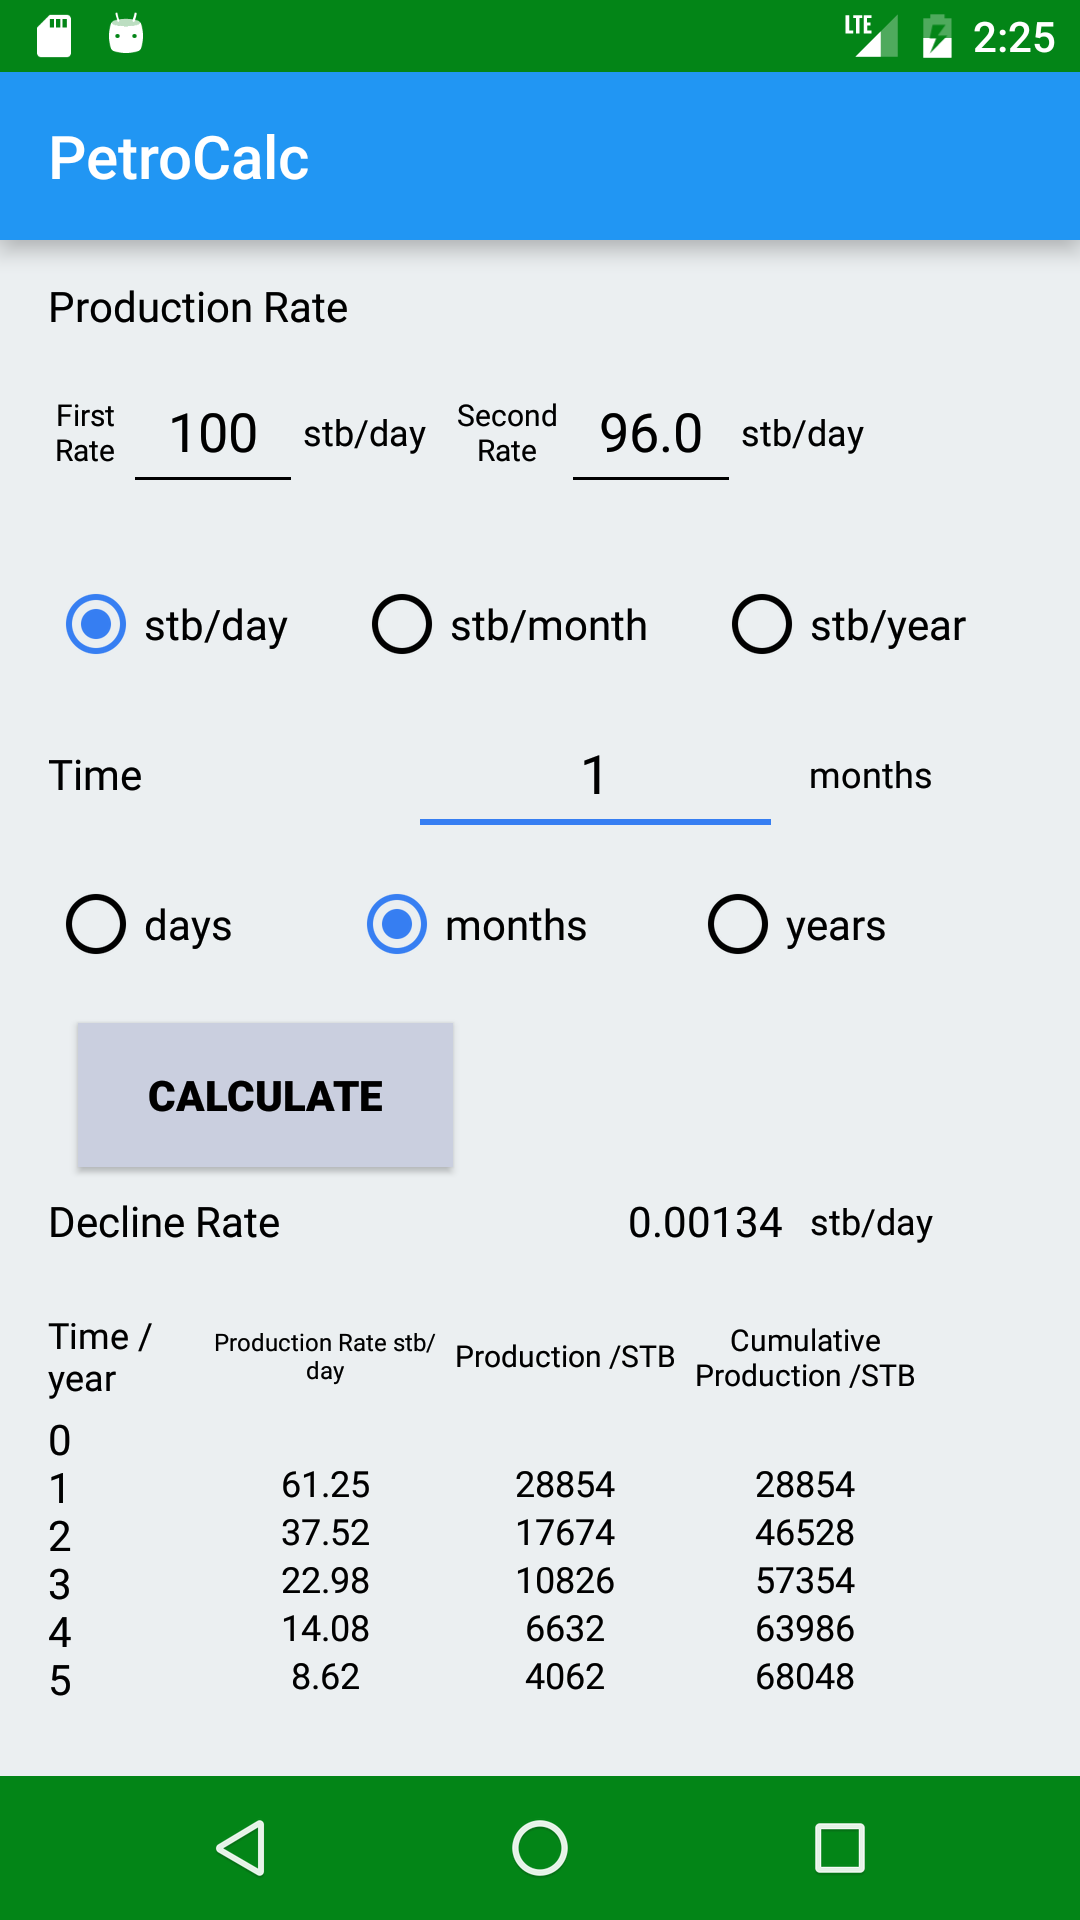 LTE 2:25
PetroCalc
Production Rate
First Rate 100 stb/day Second Rate 96.0 stb/day
stb/day stb/month stb/year
Time 1 months
days months years
CALCULATE
Decline Rate 0.00134 stb/day
Time / year Production Rate stb/ day Production /STB Cumulative Production /STB
0
1 61.25 28854 28854
2 37.52 17674 46528
3 22.98 10826 57354
4 14.08 6632 63986
5 8.62 4062 68048